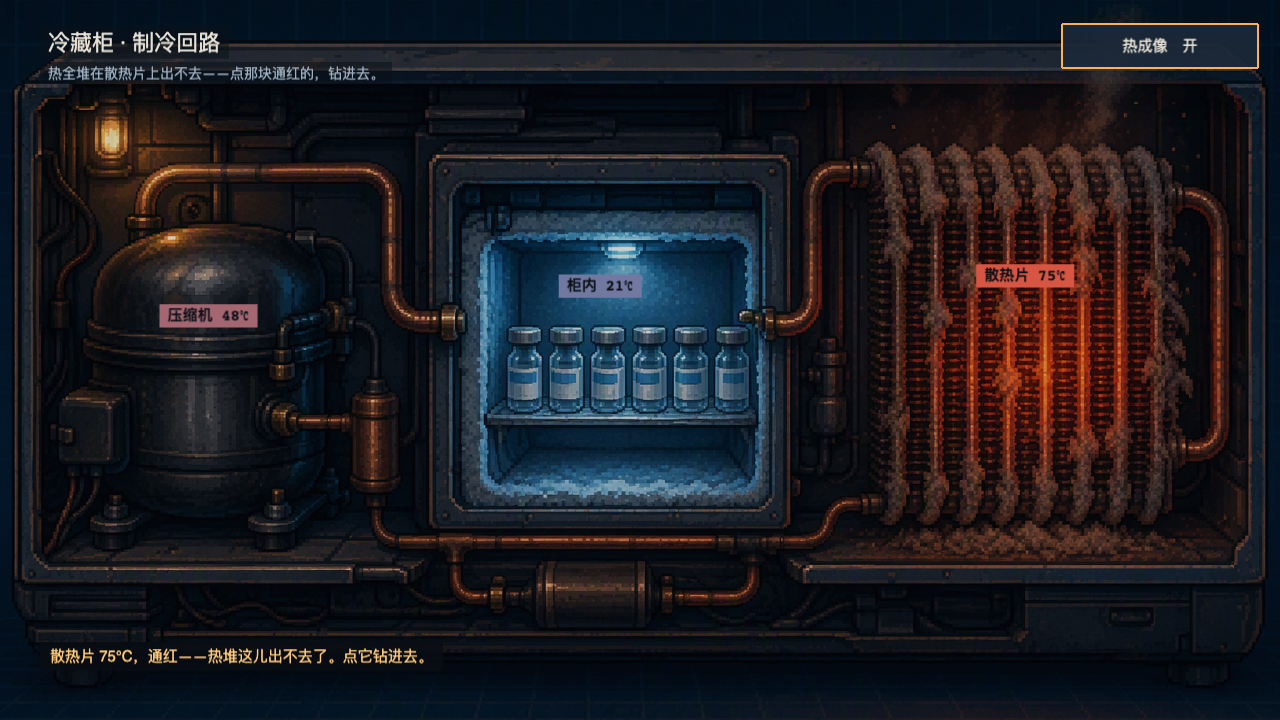 冷藏柜 · 制冷回路
热成像 开
热全堆在散热片上出不去——点那块通红的，钻进去。
散热片 75℃
柜内 21℃
压缩机 48℃
散热片 75°C，通红——热堆这儿出不去了。点它钻进去。